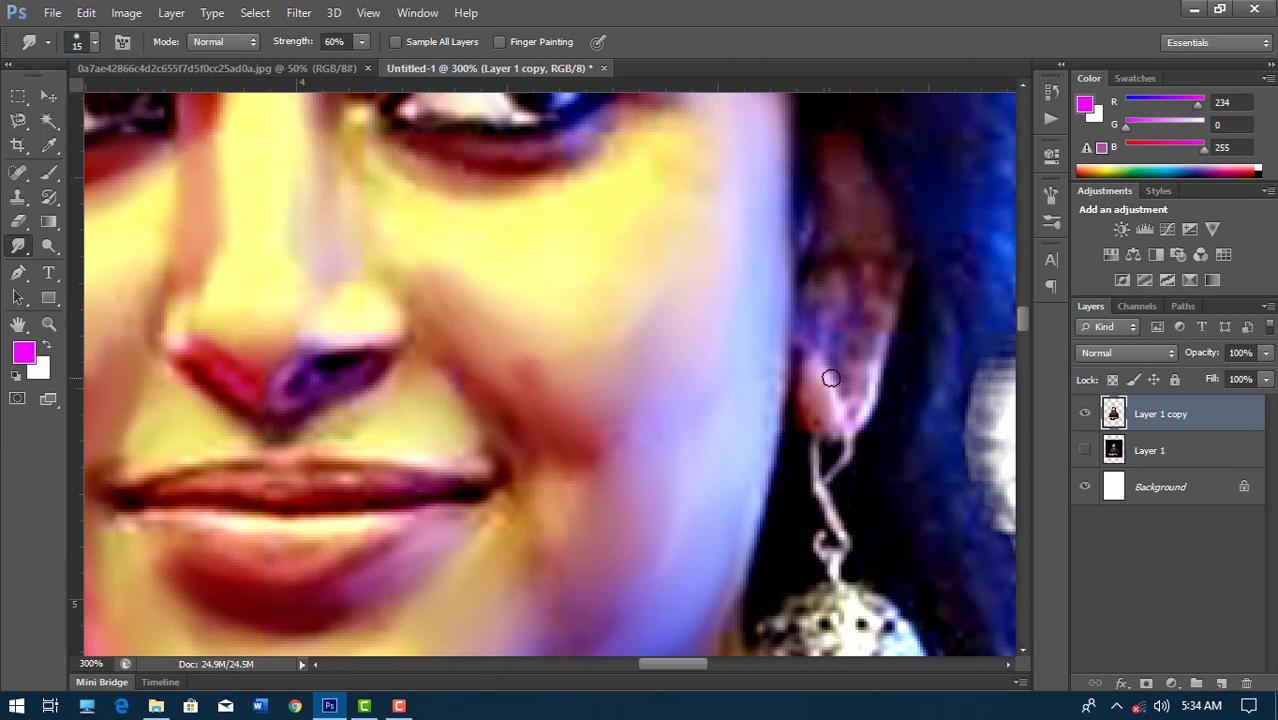 Ps File Edit Image Layer Type Select Filter 3D View Window Help
15 Mode: Normal Strength: 60% Sample All Layers Finger Painting Essentials
0a7ae42866c4d2c655f7d5f0cc25ad0a.jpg @ 50% (RGB/8#) × Untitled-1 @ 300% (Layer 1 copy, RGB/8) * ×
4
5
Color Swatches
R 234
G 0
B 255
Adjustments Styles
Add an adjustment
Layers Channels Paths
Kind
Normal Opacity: 100%
Lock: Fill: 100%
Layer 1 copy
Layer 1
Background
300% Doc: 24.9M/24.5M
Mini Bridge Timeline
5:34 AM